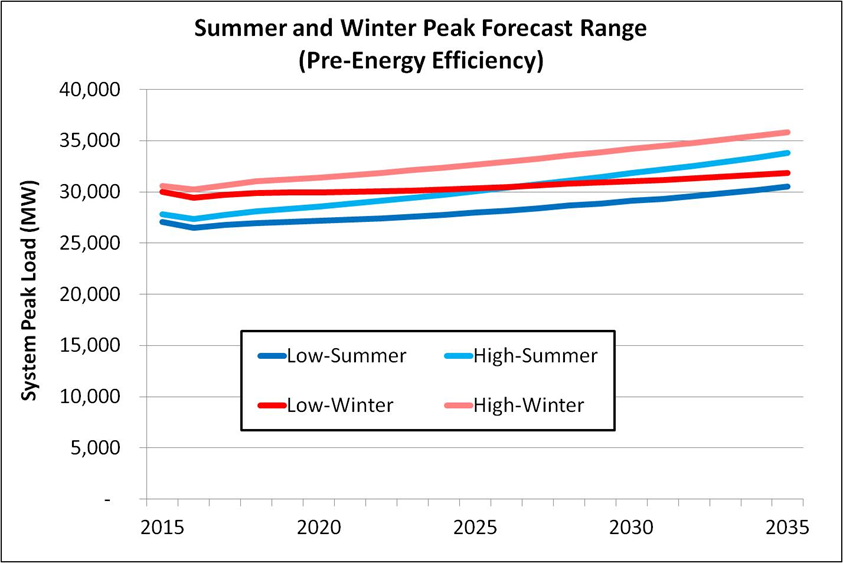 Summer and Winter Peak Forecast Range
(Pre-Energy Efficiency)
System Peak Load (MW)
40,000
35,000
30,000
25,000
20,000
15,000
10,000
5,000
-
Low-Summer High-Summer
Low-Winter High-Winter
2015 2020 2025 2030 2035